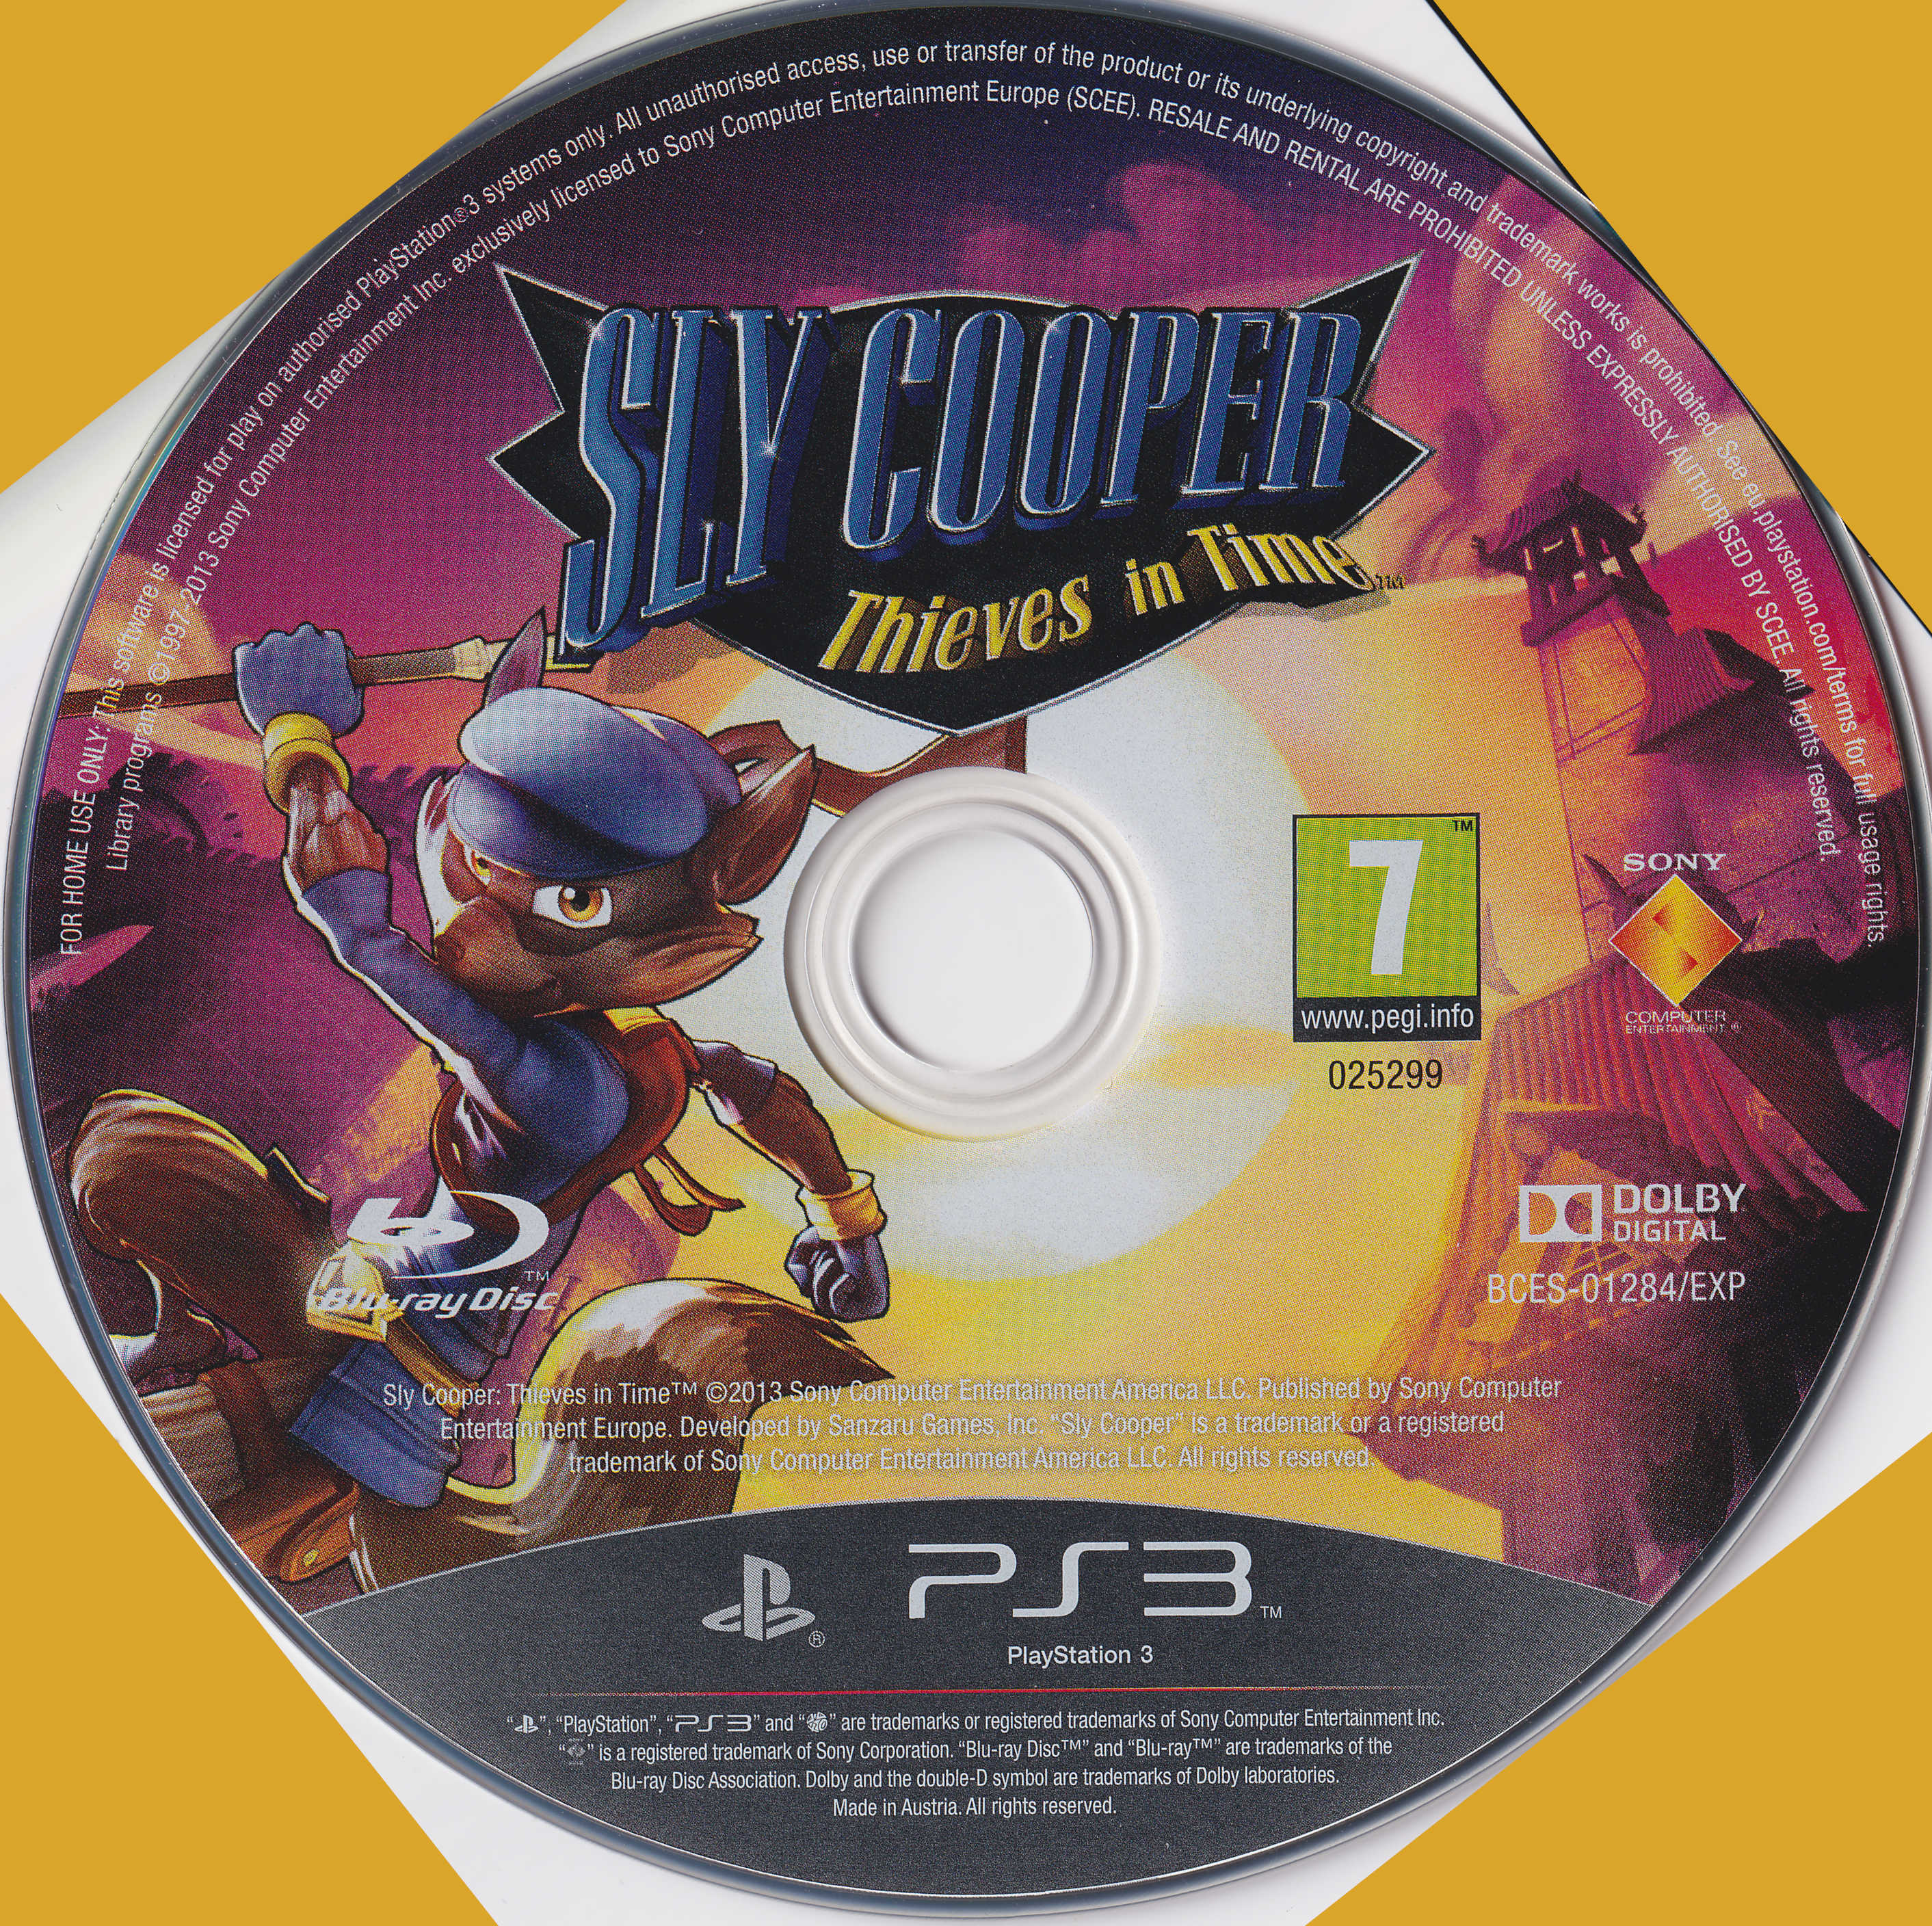 FOR HOME USE ONLY: This software is licensed for play on authorised PlayStation®3 systems only. All unauthorised access, use or transfer of the product or its underlying copyright and trademark works is prohibited. See eu.playstation.com/terms for full usage rights.
Library programs ©1997-2013 Sony Computer Entertainment Inc. exclusively licensed to Sony Computer Entertainment Europe (SCEE). RESALE AND RENTAL ARE PROHIBITED UNLESS EXPRESSLY AUTHORISED BY SCEE. All rights reserved.
SLY COOPER
Thieves in Time™
7™
www.pegi.info
025299
SONY
COMPUTER
ENTERTAINMENT ®
Blu-ray Disc™
DOLBY
DIGITAL
BCES-01284/EXP
Sly Cooper: Thieves in Time™ ©2013 Sony Computer Entertainment America LLC. Published by Sony Computer
Entertainment Europe. Developed by Sanzaru Games, Inc. “Sly Cooper” is a trademark or a registered
trademark of Sony Computer Entertainment America LLC. All rights reserved.
® PS3™
PlayStation 3
“ ”, “PlayStation”, “PS3” and “ ” are trademarks or registered trademarks of Sony Computer Entertainment Inc.
“ ” is a registered trademark of Sony Corporation. “Blu-ray Disc™” and “Blu-ray™” are trademarks of the
Blu-ray Disc Association. Dolby and the double-D symbol are trademarks of Dolby laboratories.
Made in Austria. All rights reserved.